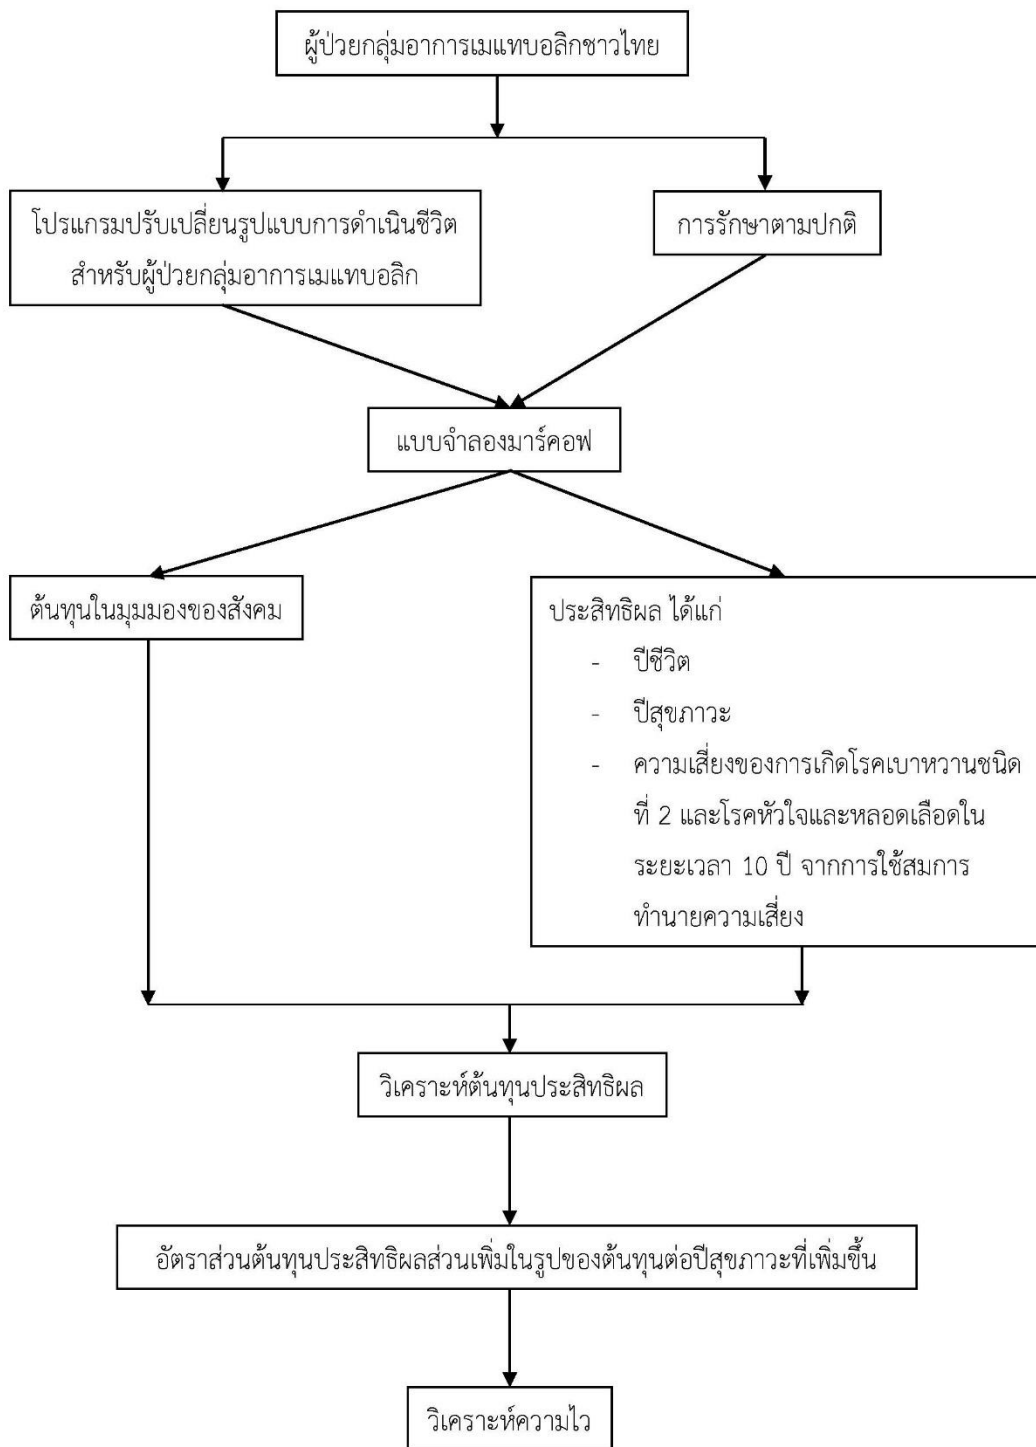 ผู้ป่วยกลุ่มอาการเมแทบอลิกชาวไทย
โปรแกรมปรับเปลี่ยนรูปแบบการดำเนินชีวิต
สำหรับผู้ป่วยกลุ่มอาการเมแทบอลิก
การรักษาตามปกติ
แบบจำลองมาร์คอฟ
ต้นทุนในมุมมองของสังคม
ประสิทธิผล ได้แก่
- ปีชีวิต
- ปีสุขภาวะ
- ความเสี่ยงของการเกิดโรคเบาหวานชนิด
ที่ 2 และโรคหัวใจและหลอดเลือดใน
ระยะเวลา 10 ปี จากการใช้สมการ
ทำนายความเสี่ยง
วิเคราะห์ต้นทุนประสิทธิผล
อัตราส่วนต้นทุนประสิทธิผลส่วนเพิ่มในรูปของต้นทุนต่อปีสุขภาวะที่เพิ่มขึ้น
วิเคราะห์ความไว